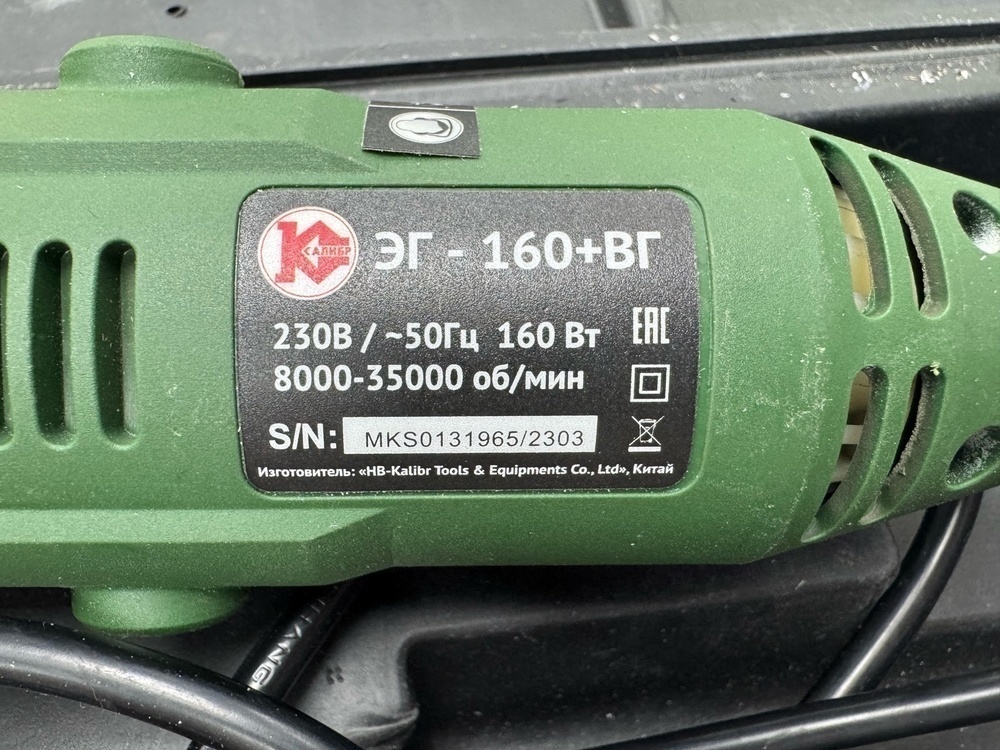 КАЛИБР
ЭГ - 160+ВГ
230В / ~50Гц 160 Вт
EAC
8000-35000 об/мин
S/N: MKS0131965/2303
Изготовитель: «HB-Kalibr Tools & Equipments Co., Ltd», Китай